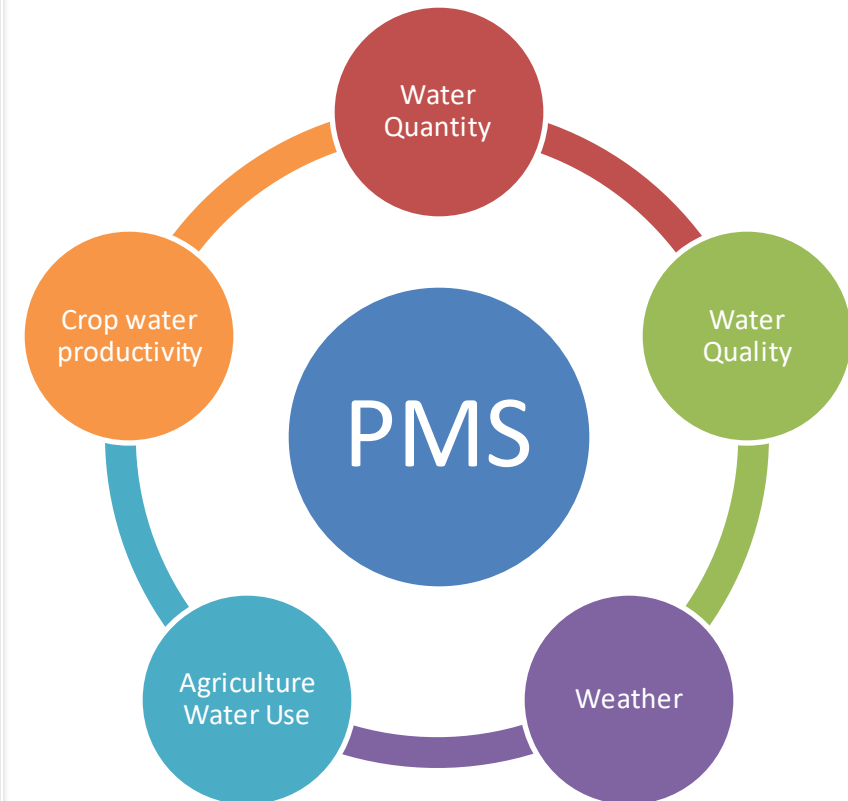 Water
Quantity
Water
Quality
Weather
Agriculture
Water Use
Crop water
productivity
PMS